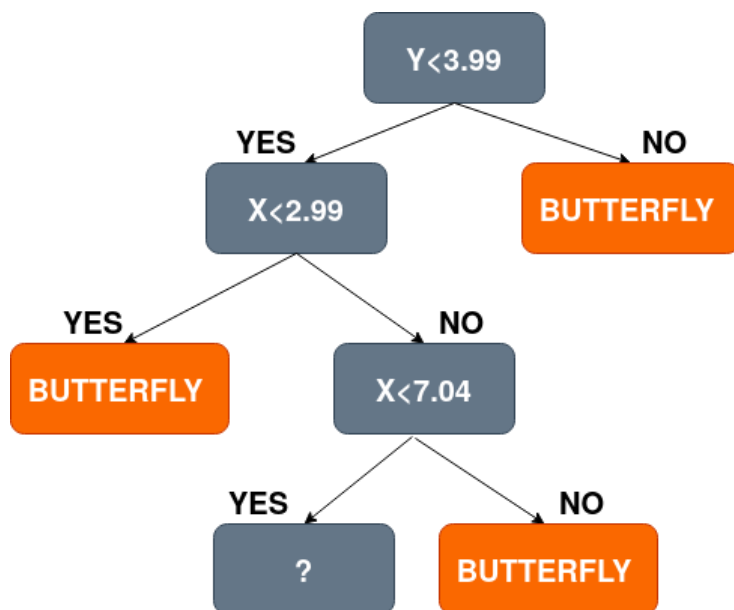 Y<3.99
YES
NO
X<2.99
BUTTERFLY
YES
NO
BUTTERFLY
X<7.04
YES
NO
?
BUTTERFLY